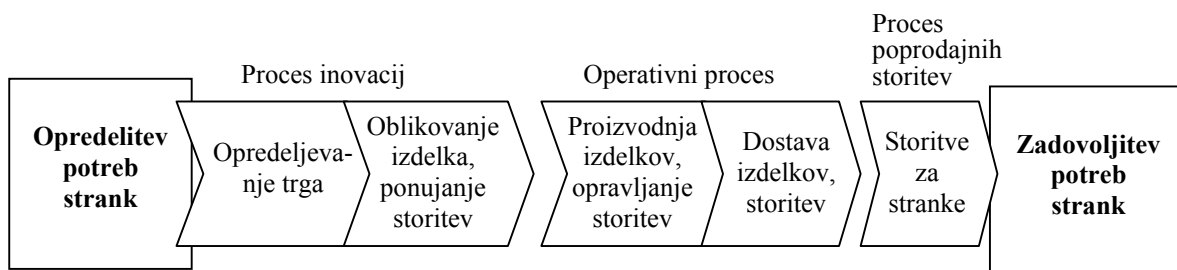 Proces inovacij
Operativni proces
Proces
poprodajnih
storitev
Opredelitev
potreb
strank
Opredeljeva-
nje trga
Oblikovanje
izdelka,
ponujanje
storitev
Proizvodnja
izdelkov,
opravljanje
storitev
Dostava
izdelkov,
storitev
Storitve
za
stranke
Zadovoljitev
potreb
strank